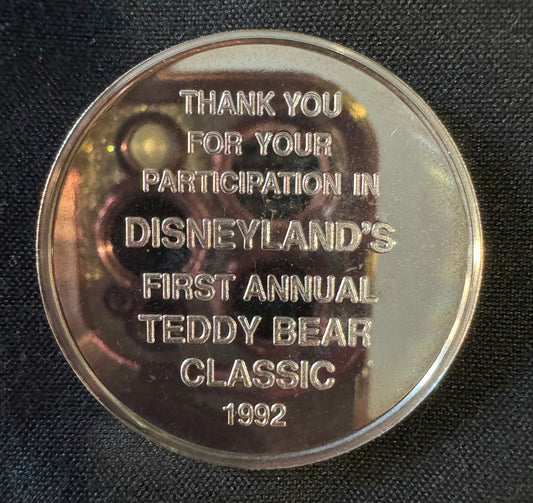 THANK YOU
FOR YOUR
PARTICIPATION IN
DISNEYLAND'S
FIRST ANNUAL
TEDDY BEAR
CLASSIC
1992